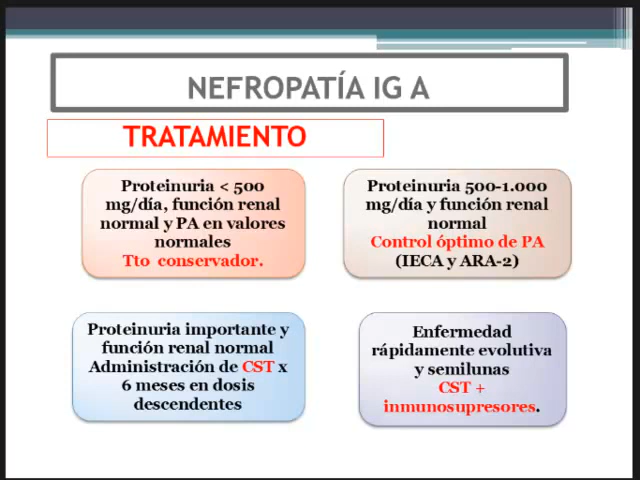 NEFROPATÍA IG A
TRATAMIENTO
Proteinuria < 500
mg/día, función renal
normal y PA en valores
normales
Tto conservador.
Proteinuria 500-1.000
mg/día y función renal
normal
Control óptimo de PA
(IECA y ARA-2)
Proteinuria importante y
función renal normal
Administración de CST x
6 meses en dosis
descendentes
Enfermedad
rápidamente evolutiva
y semilunas
CST +
inmunosupresores.